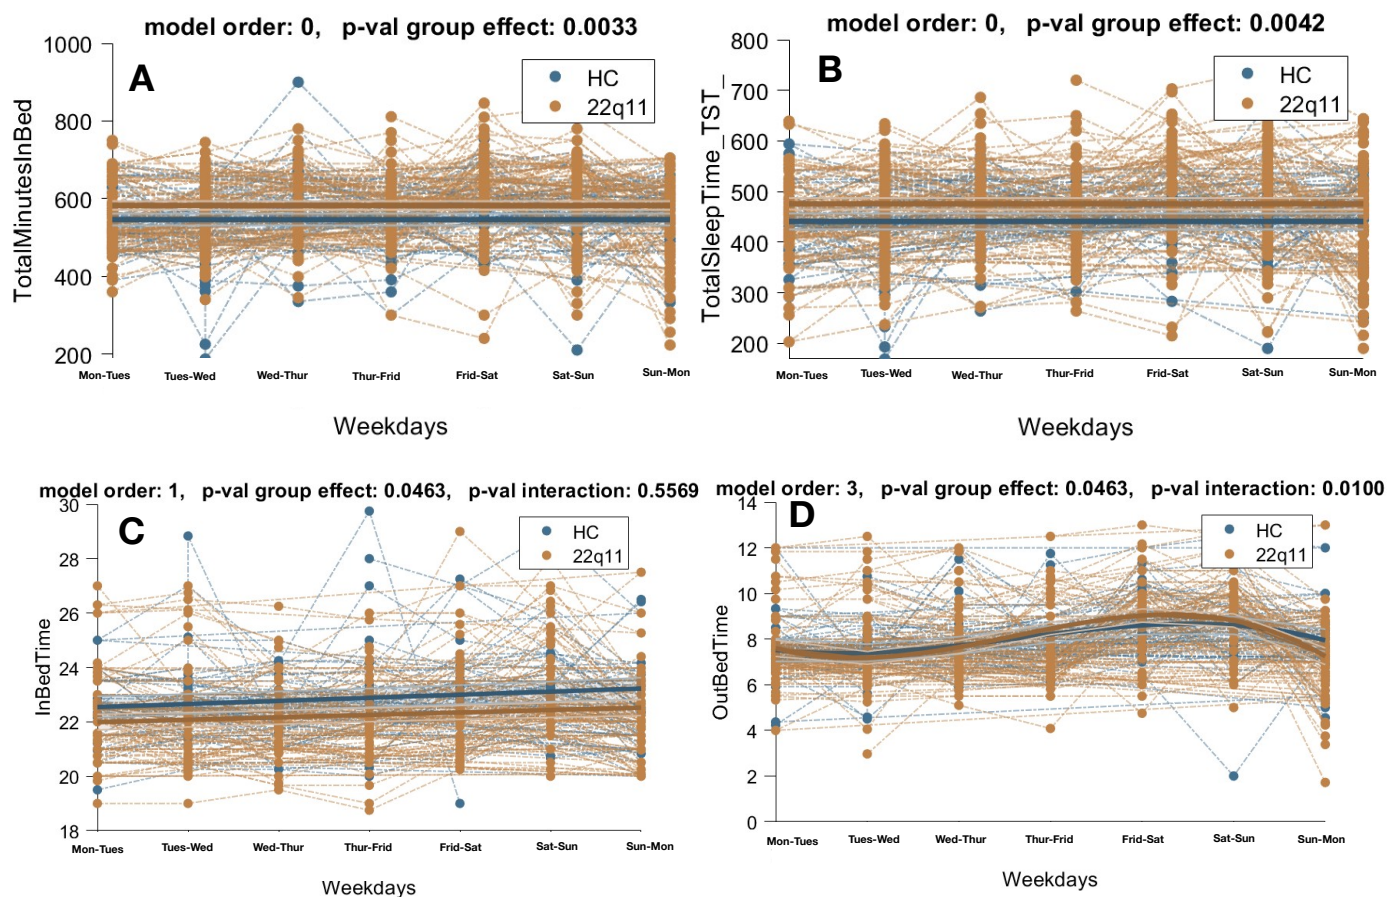 model order: 0, p-val group effect: 0.0033
A
HC
22q11
1000
800
600
400
200
TotalMinutesInBed
Mon-Tues Tues-Wed Wed-Thur Thur-Frid Frid-Sat Sat-Sun Sun-Mon
Weekdays
model order: 0, p-val group effect: 0.0042
B
HC
22q11
800
700
600
500
400
300
200
TotalSleepTime_TST_
Mon-Tues Tues-Wed Wed-Thur Thur-Frid Frid-Sat Sat-Sun Sun-Mon
Weekdays
model order: 1, p-val group effect: 0.0463, p-val interaction: 0.5569
C
HC
22q11
30
28
26
24
22
20
18
InBedTime
Mon-Tues Tues-Wed Wed-Thur Thur-Frid Frid-Sat Sat-Sun Sun-Mon
Weekdays
model order: 3, p-val group effect: 0.0463, p-val interaction: 0.0100
D
HC
22q11
14
12
10
8
6
4
2
0
OutBedTime
Mon-Tues Tues-Wed Wed-Thur Thur-Frid Frid-Sat Sat-Sun Sun-Mon
Weekdays